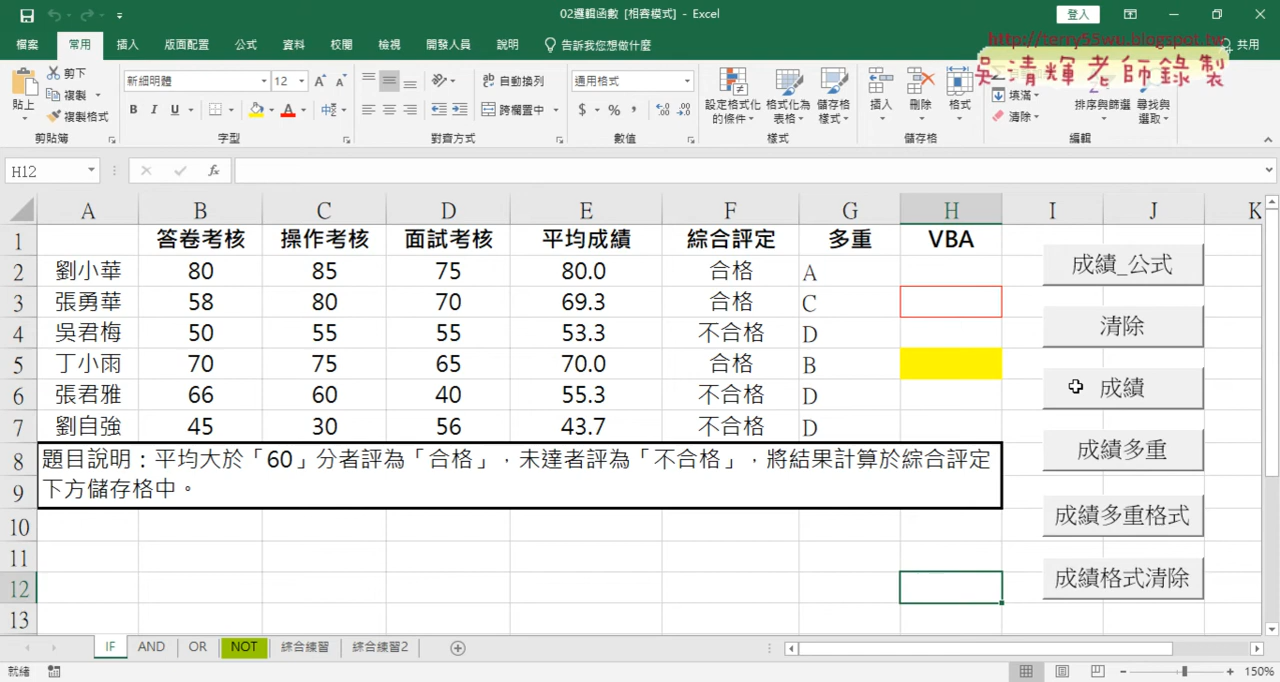 02邏輯函數 [相容模式] - Excel
登入
檔案 常用 插入 版面配置 公式 資料 校閱 檢視 開發人員 說明 告訴我您想做什麼 共用
http://terry55wu.blogspot.tw
吳清輝老師錄製
貼上 剪下 複製 複製格式 剪貼簿
新細明體 12 B I U A 中 字型
ab 自動換列 跨欄置中 對齊方式
通用格式 $ % , 數值
設定格式化的條件 格式化為表格 儲存格樣式 樣式
插入 刪除 格式 儲存格
填滿 清除 排序與篩選 尋找與選取 編輯
H12 fx
A B C D E F G H I J K
1 答卷考核 操作考核 面試考核 平均成績 綜合評定 多重 VBA
2 劉小華 80 85 75 80.0 合格 A
3 張勇華 58 80 70 69.3 合格 C
4 吳君梅 50 55 55 53.3 不合格 D
5 丁小雨 70 75 65 70.0 合格 B
6 張君雅 66 60 40 55.3 不合格 D
7 劉自強 45 30 56 43.7 不合格 D
8 題目說明：平均大於「60」分者評為「合格」，未達者評為「不合格」，將結果計算於綜合評定
9 下方儲存格中。
10
11
12
13
成績_公式
清除
成績
成績多重
成績多重格式
成績格式清除
IF AND OR NOT 綜合練習 綜合練習2
就緒 150%